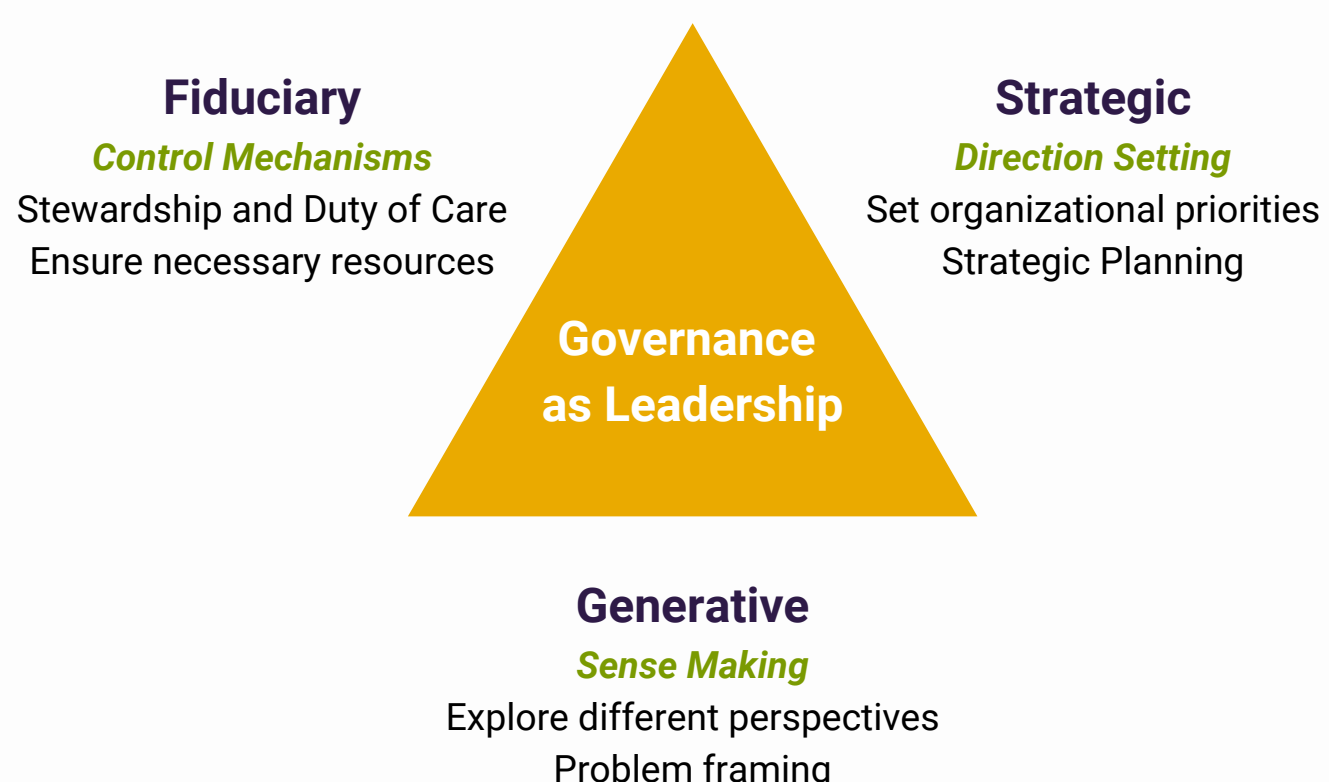 Fiduciary
Control Mechanisms
Stewardship and Duty of Care
Ensure necessary resources
Strategic
Direction Setting
Set organizational priorities
Strategic Planning
Governance
as Leadership
Generative
Sense Making
Explore different perspectives
Problem framing